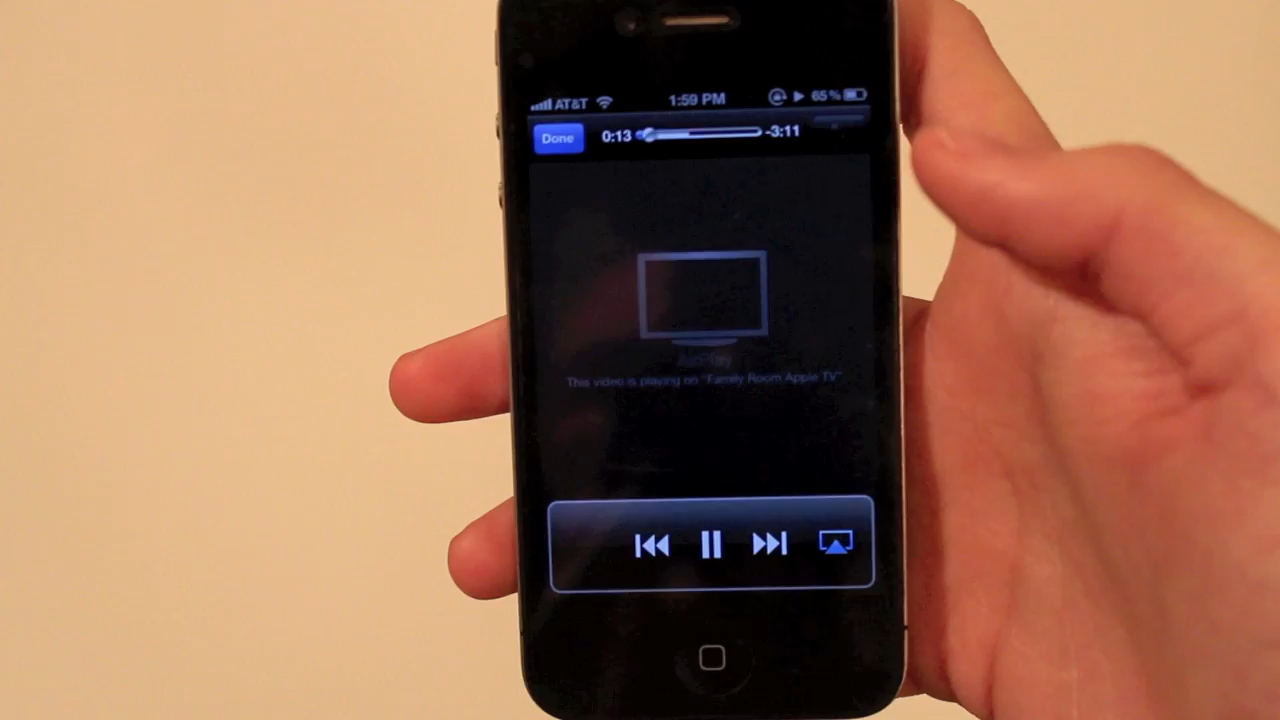 AT&T 1:59 PM 65%
Done 0:13 -3:11
AirPlay
This video is playing on "Family Room Apple TV"